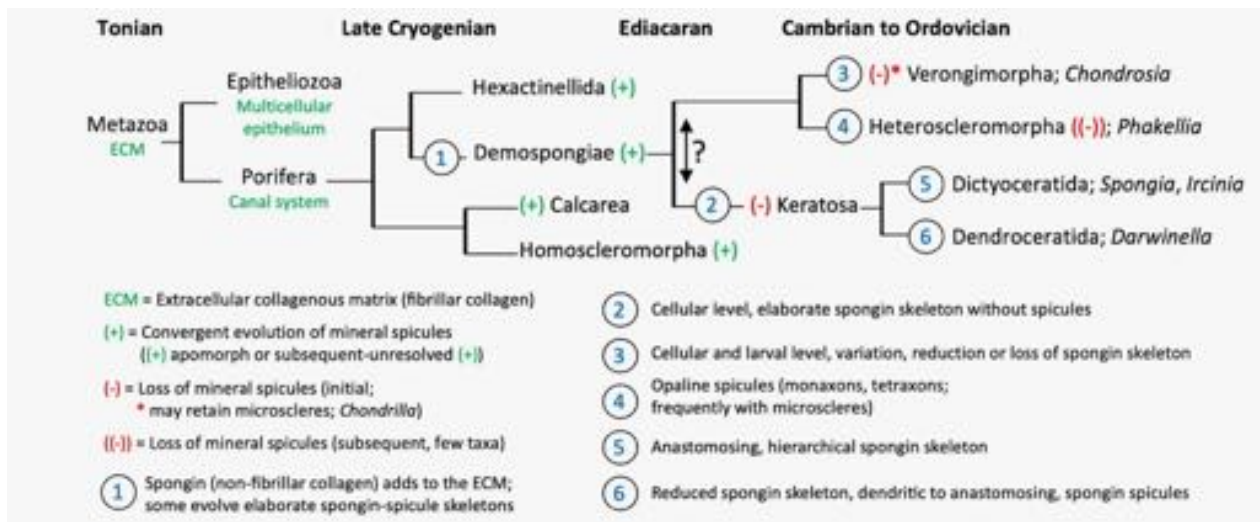 Tonian
Late Cryogenian
Ediacaran
Cambrian to Ordovician
Epitheliozoa
Multicellular
epithelium
Metazoa
ECM
Porifera
Canal system
Hexactinellida (+)
1 Demospongiae (+)
(+) Calcarea
Homoscleromorpha (+)
?
2 (-) Keratosa
3 (-)* Verongimorpha; Chondrosia
4 Heteroscleromorpha ((-)); Phakellia
5 Dictyoceratida; Spongia, Ircinia
6 Dendroceratida; Darwinella
ECM = Extracellular collagenous matrix (fibrillar collagen)
(+) = Convergent evolution of mineral spicules
((+) apomorph or subsequent-unresolved (+))
(-) = Loss of mineral spicules (initial;
* may retain microscleres; Chondrilla)
((-)) = Loss of mineral spicules (subsequent, few taxa)
1 Spongin (non-fibrillar collagen) adds to the ECM;
some evolve elaborate spongin-spicule skeletons
2 Cellular level, elaborate spongin skeleton without spicules
3 Cellular and larval level, variation, reduction or loss of spongin skeleton
4 Opaline spicules (monaxons, tetraxons;
frequently with microscleres)
5 Anastomosing, hierarchical spongin skeleton
6 Reduced spongin skeleton, dendritic to anastomosing, spongin spicules